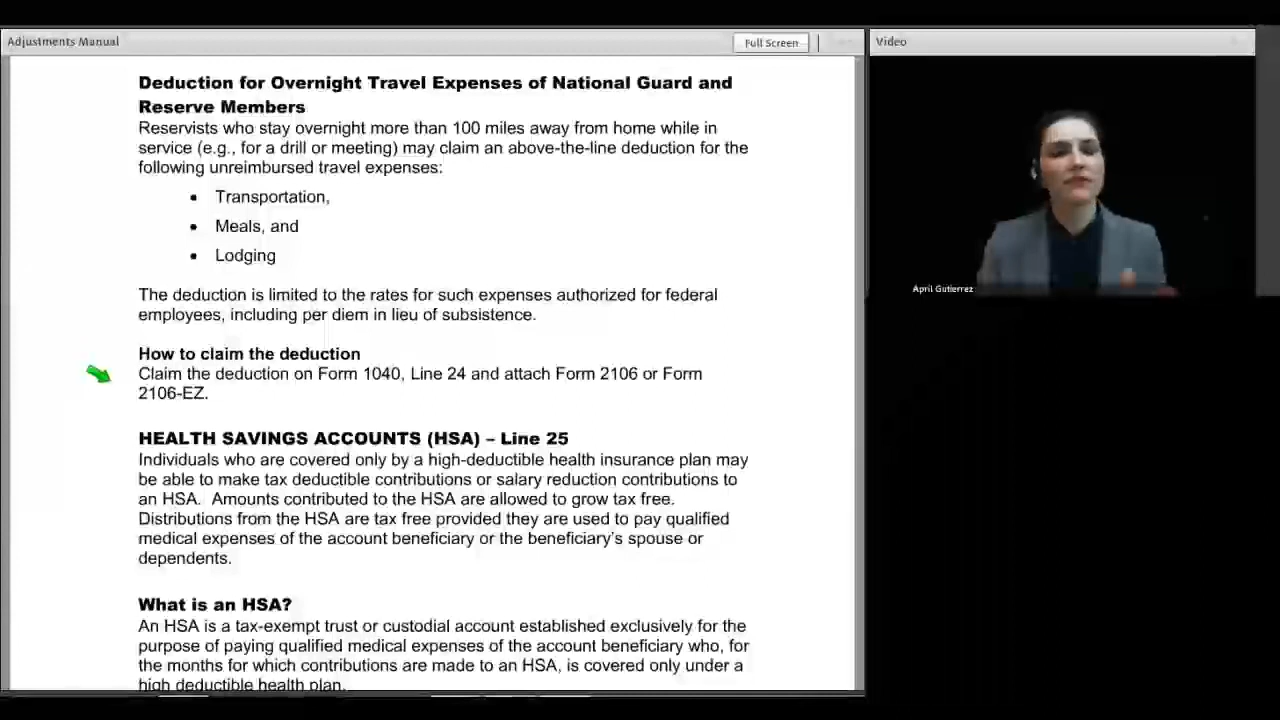 Adjustments Manual
Full Screen
Video
Deduction for Overnight Travel Expenses of National Guard and
Reserve Members
Reservists who stay overnight more than 100 miles away from home while in
service (e.g., for a drill or meeting) may claim an above-the-line deduction for the
following unreimbursed travel expenses:
• Transportation,
• Meals, and
• Lodging
The deduction is limited to the rates for such expenses authorized for federal
employees, including per diem in lieu of subsistence.
How to claim the deduction
Claim the deduction on Form 1040, Line 24 and attach Form 2106 or Form
2106-EZ.
HEALTH SAVINGS ACCOUNTS (HSA) – Line 25
Individuals who are covered only by a high-deductible health insurance plan may
be able to make tax deductible contributions or salary reduction contributions to
an HSA.  Amounts contributed to the HSA are allowed to grow tax free.
Distributions from the HSA are tax free provided they are used to pay qualified
medical expenses of the account beneficiary or the beneficiary's spouse or
dependents.
What is an HSA?
An HSA is a tax-exempt trust or custodial account established exclusively for the
purpose of paying qualified medical expenses of the account beneficiary who, for
the months for which contributions are made to an HSA, is covered only under a
high deductible health plan.
April Gutierrez